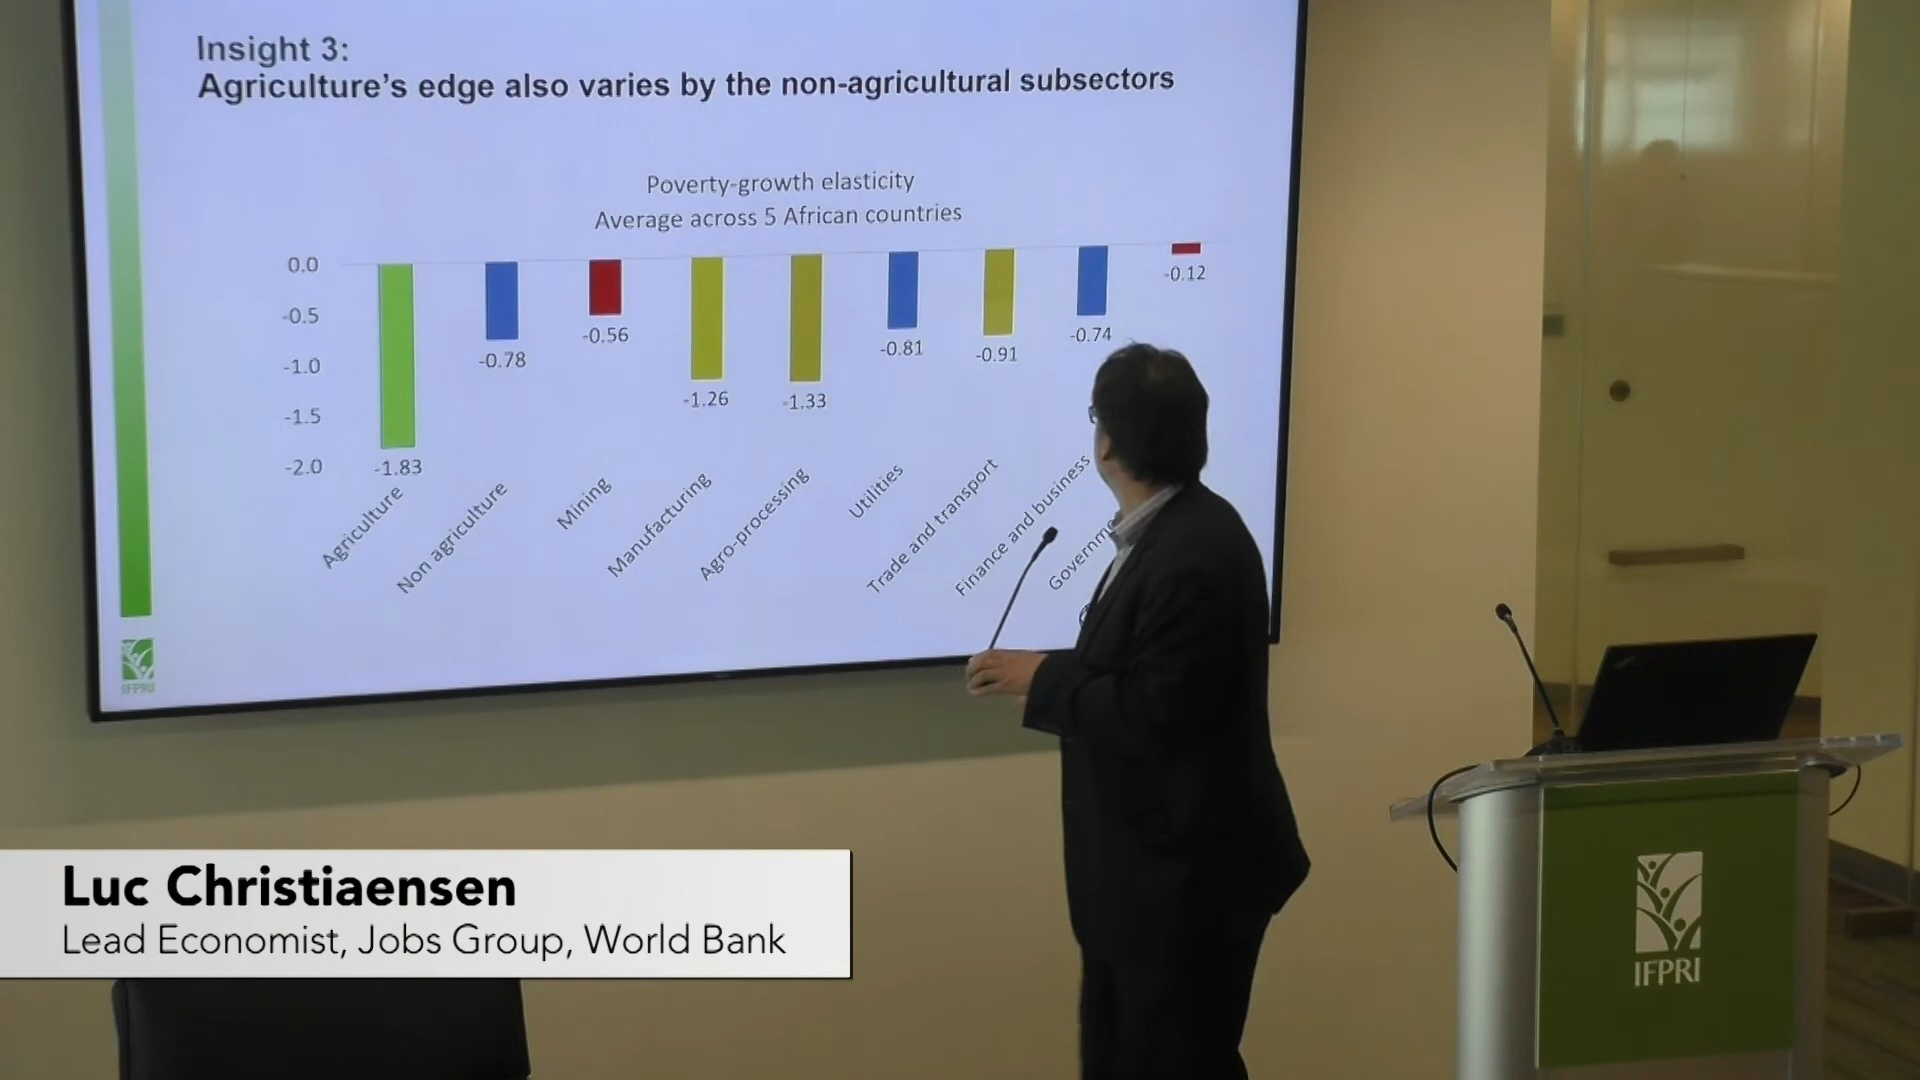 Insight 3:
Agriculture's edge also varies by the non-agricultural subsectors
Poverty-growth elasticity
Average across 5 African countries
0.0
-0.5
-1.0
-1.5
-2.0
-1.83
-0.78
-0.56
-1.26
-1.33
-0.81
-0.91
-0.74
-0.12
Agriculture
Non agriculture
Mining
Manufacturing
Agro-processing
Utilities
Trade and transport
Finance and business
IFPRI
Luc Christiaensen
Lead Economist, Jobs Group, World Bank
IFPRI